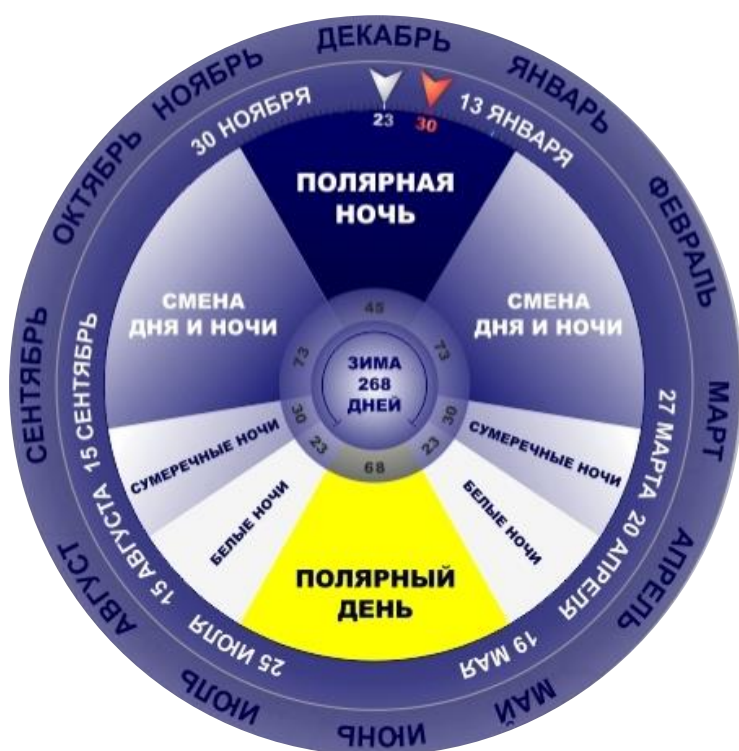 ДЕКАБРЬ
ЯНВАРЬ
ФЕВРАЛЬ
МАРТ
АПРЕЛЬ
МАЙ
ИЮНЬ
ИЮЛЬ
АВГУСТ
СЕНТЯБРЬ
ОКТЯБРЬ
НОЯБРЬ
30 НОЯБРЯ
23
30
13 ЯНВАРЯ
27 МАРТА
20 АПРЕЛЯ
19 МАЯ
25 ИЮЛЯ
15 АВГУСТА
15 СЕНТЯБРЬ
ПОЛЯРНАЯ
НОЧЬ
СМЕНА
ДНЯ И НОЧИ
СУМЕРЕЧНЫЕ НОЧИ
БЕЛЫЕ НОЧИ
ПОЛЯРНЫЙ
ДЕНЬ
БЕЛЫЕ НОЧИ
СУМЕРЕЧНЫЕ НОЧИ
СМЕНА
ДНЯ И НОЧИ
45
73
30
23
68
23
30
73
ЗИМА
268
ДНЕЙ